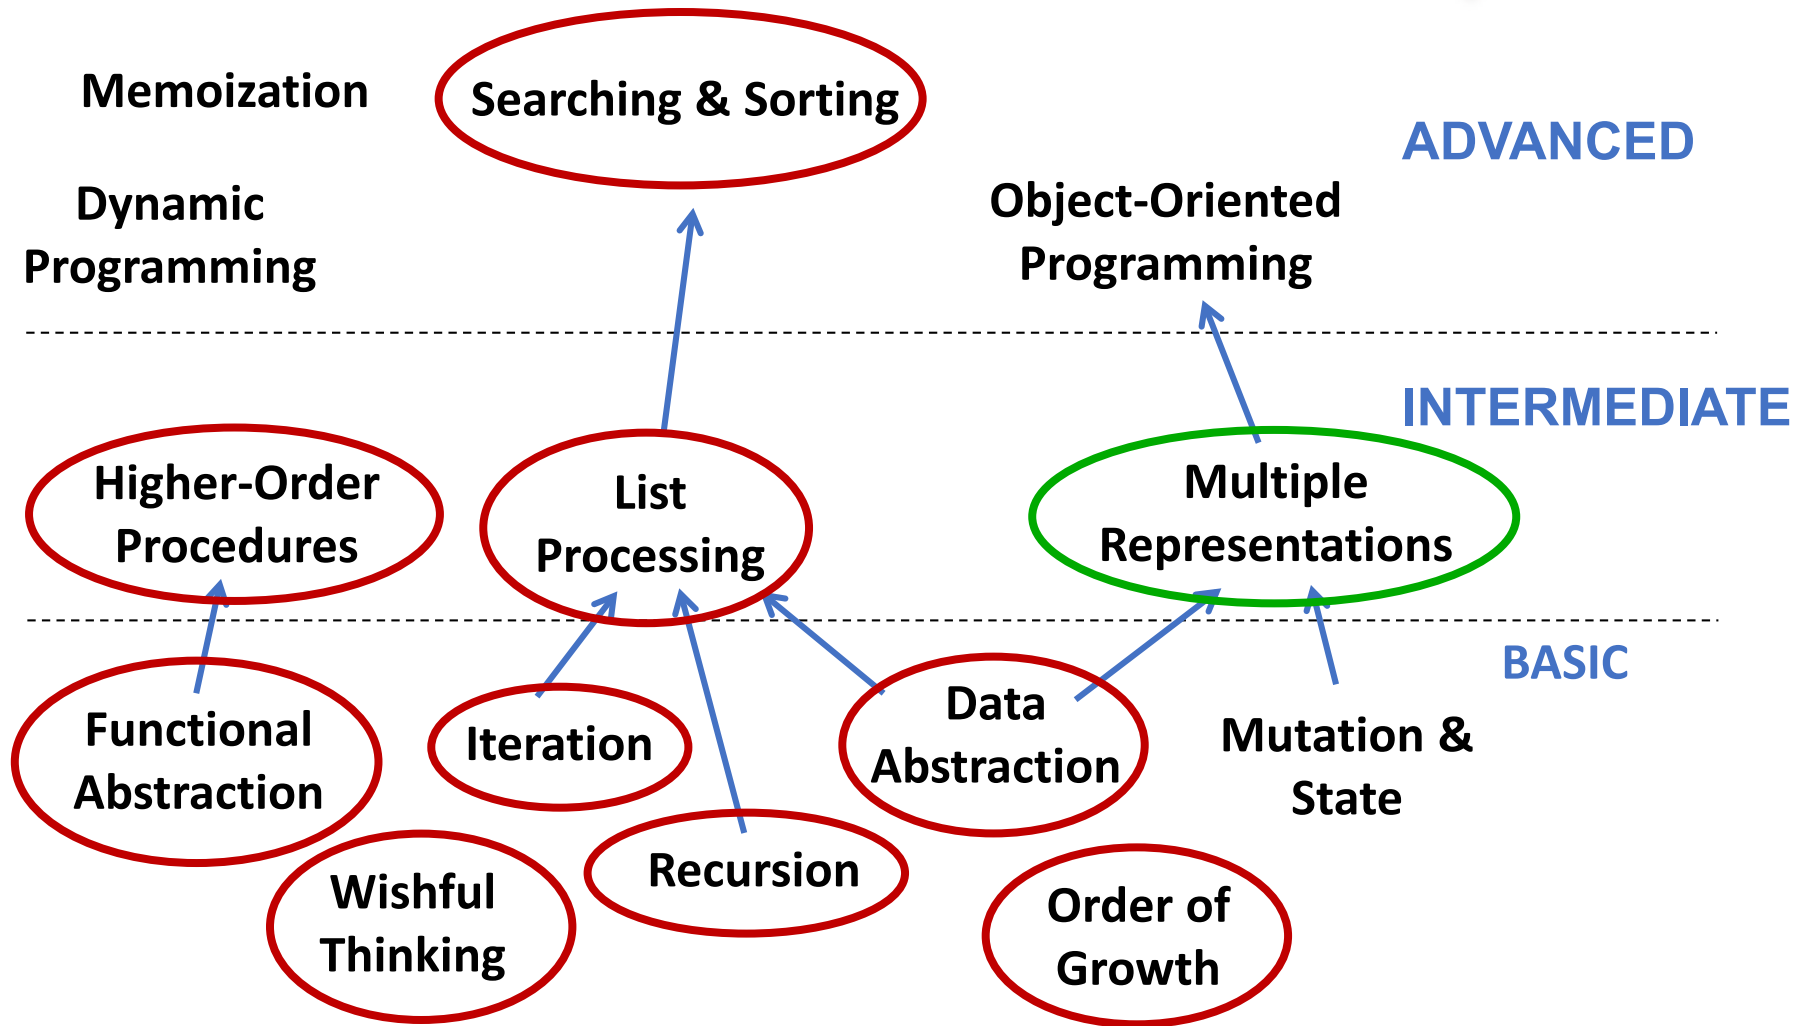 Memoization
Searching & Sorting
ADVANCED
Dynamic
Programming
Object-Oriented
Programming
INTERMEDIATE
Higher-Order
Procedures
List
Processing
Multiple
Representations
BASIC
Functional
Abstraction
Iteration
Data
Abstraction
Mutation &
State
Wishful
Thinking
Recursion
Order of
Growth